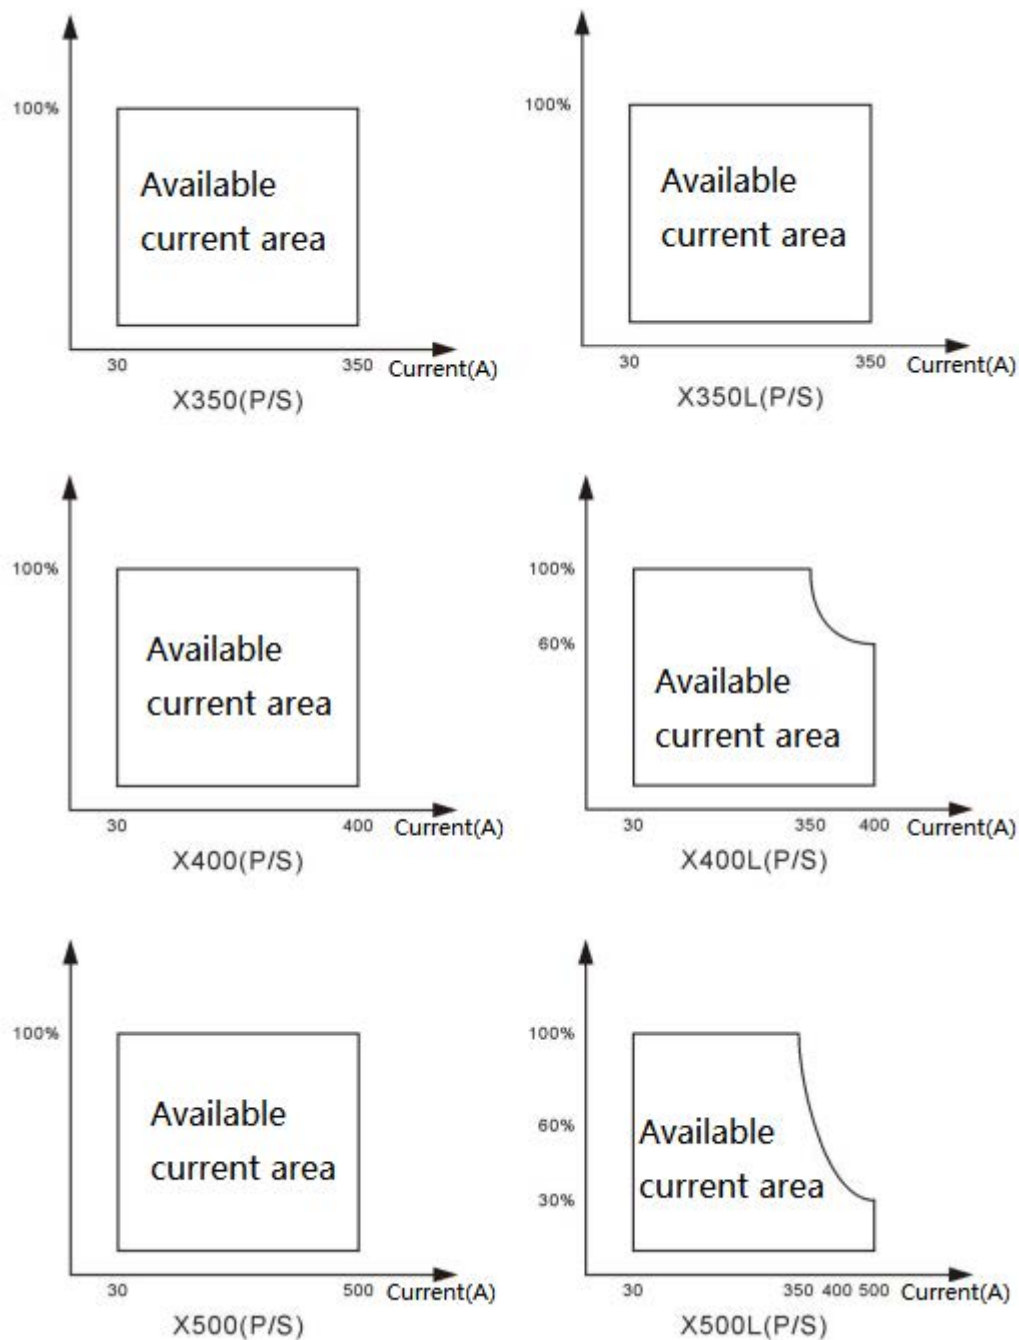 100%
Available
current area
30
350
Current(A)
X350(P/S)
100%
Available
current area
30
350
Current(A)
X350L(P/S)
100%
Available
current area
30
400
Current(A)
X400(P/S)
100%
60%
Available
current area
30
350
400
Current(A)
X400L(P/S)
100%
Available
current area
30
500
Current(A)
X500(P/S)
100%
60%
Available
current area
30%
30
350
400
500
Current(A)
X500L(P/S)